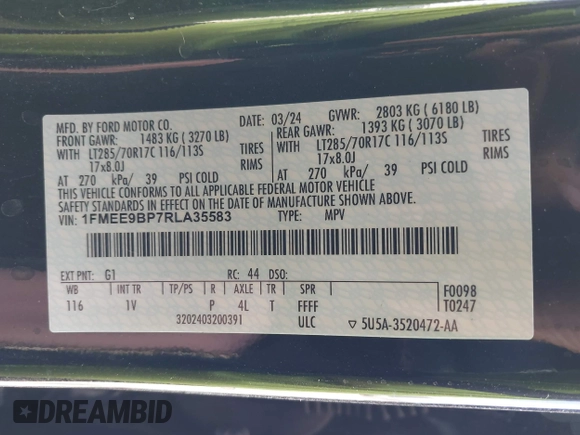 MFD. BY FORD MOTOR CO.
DATE: 03/24 GVWR: 2803 KG ( 6180 LB)
FRONT GAWR: 1483 KG ( 3270 LB) REAR GAWR: 1393 KG ( 3070 LB)
WITH LT285/70R17C 116/113S TIRES WITH LT285/70R17C 116/113S TIRES
17x8.0J RIMS 17x8.0J RIMS
AT 270 kPa/ 39 PSI COLD AT 270 kPa/ 39 PSI COLD
THIS VEHICLE CONFORMS TO ALL APPLICABLE FEDERAL MOTOR VEHICLE
SAFETY STANDARDS IN EFFECT ON THE DATE OF MANUFACTURE SHOWN ABOVE.
VIN: 1FMEE9BP7RLA35583 TYPE: MPV
EXT PNT: G1 RC: 44 DSO:
WB INT TR TP/PS R AXLE TR SPR F0098
116 1V P 4L T FFFF T0247
3202403200391 ULC ▽ 5U5A-3520472-AA
DREAMBID